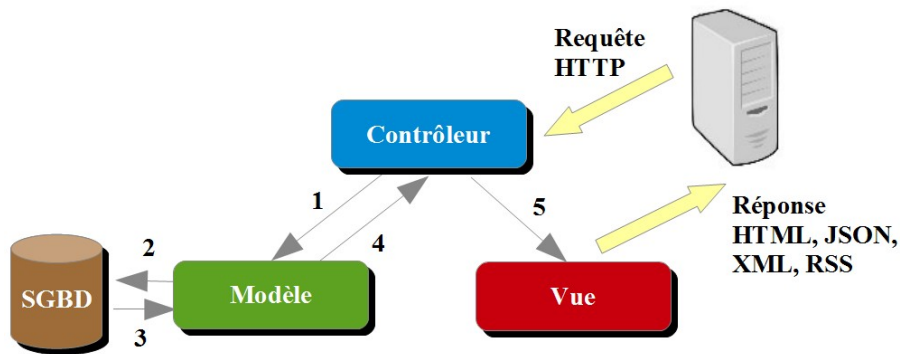 Requête
HTTP
Contrôleur
1
4
5
Réponse
HTML, JSON,
XML, RSS
2
SGBD
3
Modèle
Vue